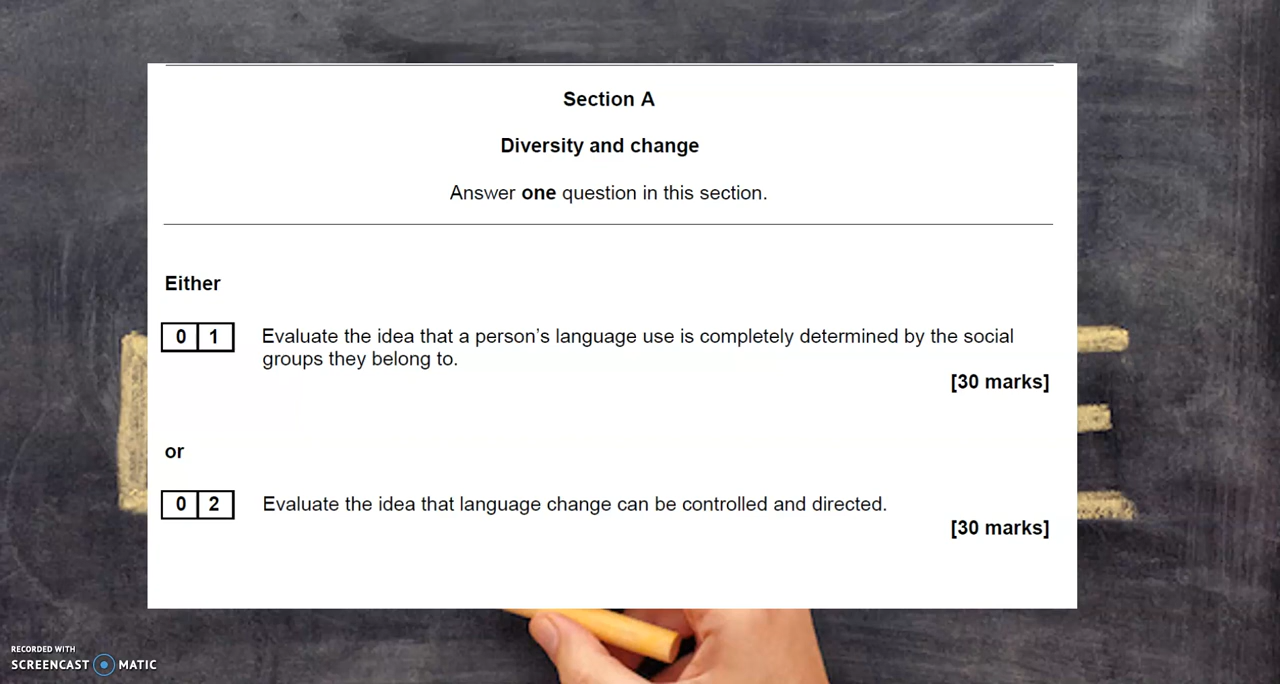 Section A
Diversity and change
Answer one question in this section.
Either
0 1 Evaluate the idea that a person's language use is completely determined by the social
groups they belong to.
[30 marks]
or
0 2 Evaluate the idea that language change can be controlled and directed.
[30 marks]
RECORDED WITH
SCREENCAST MATIC